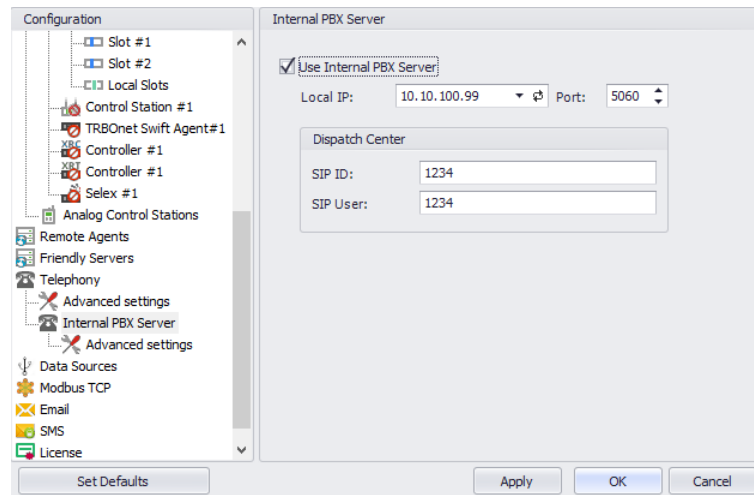 Configuration
Slot #1
Slot #2
Local Slots
Control Station #1
TRBOnet Swift Agent#1
XRC
Controller #1
XRT
Controller #1
Selex #1
Analog Control Stations
Remote Agents
Friendly Servers
Telephony
Advanced settings
Internal PBX Server
Advanced settings
Data Sources
Modbus TCP
Email
SMS
License
Set Defaults
Internal PBX Server
Use Internal PBX Server
Local IP: 10.10.100.99 Port: 5060
Dispatch Center
SIP ID: 1234
SIP User: 1234
Apply OK Cancel